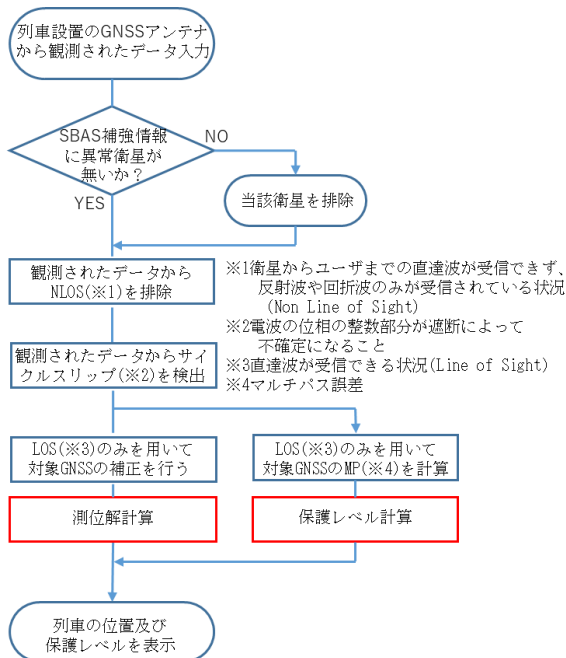 列車設置のGNSSアンテナ
から観測されたデータ入力
SBAS補強情報
に異常衛星が
無いか？
NO
YES
当該衛星を排除
観測されたデータから
NLOS(※1)を排除
※1衛星からユーザまでの直達波が受信できず、
反射波や回折波のみが受信されている状況
(Non Line of Sight)
※2電波の位相の整数部分が遮断によって
不確定になること
※3直達波が受信できる状況(Line of Sight)
※4マルチパス誤差
観測されたデータからサイ
クルスリップ(※2)を検出
LOS(※3)のみを用いて
対象GNSSの補正を行う
LOS(※3)のみを用いて
対象GNSSのMP(※4)を計算
測位解計算
保護レベル計算
列車の位置及び
保護レベルを表示